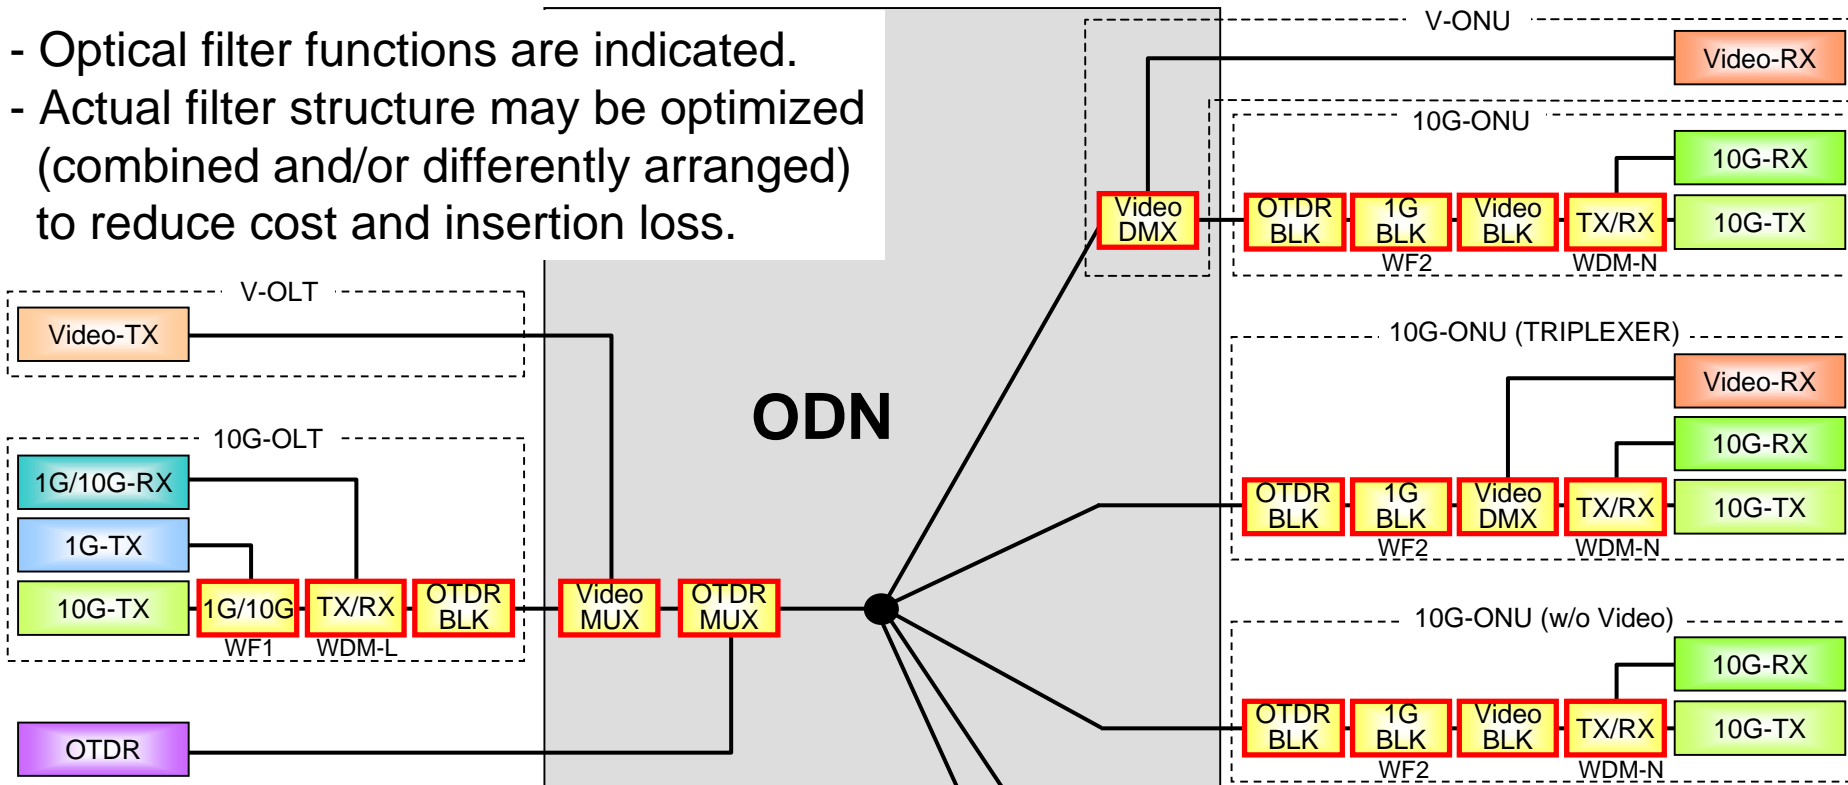 - Optical filter functions are indicated.
- Actual filter structure may be optimized
(combined and/or differently arranged)
to reduce cost and insertion loss.
V-OLT
Video-TX
10G-OLT
1G/10G-RX
1G-TX
10G-TX
1G/10G
WF1
TX/RX
WDM-L
OTDR
BLK
OTDR
ODN
Video
MUX
OTDR
MUX
V-ONU
Video-RX
Video
DMX
10G-ONU
10G-RX
OTDR
BLK
1G
BLK
WF2
Video
BLK
TX/RX
WDM-N
10G-TX
10G-ONU (TRIPLEXER)
Video-RX
10G-RX
OTDR
BLK
1G
BLK
WF2
Video
DMX
TX/RX
WDM-N
10G-TX
10G-ONU (w/o Video)
10G-RX
OTDR
BLK
1G
BLK
WF2
Video
BLK
TX/RX
WDM-N
10G-TX